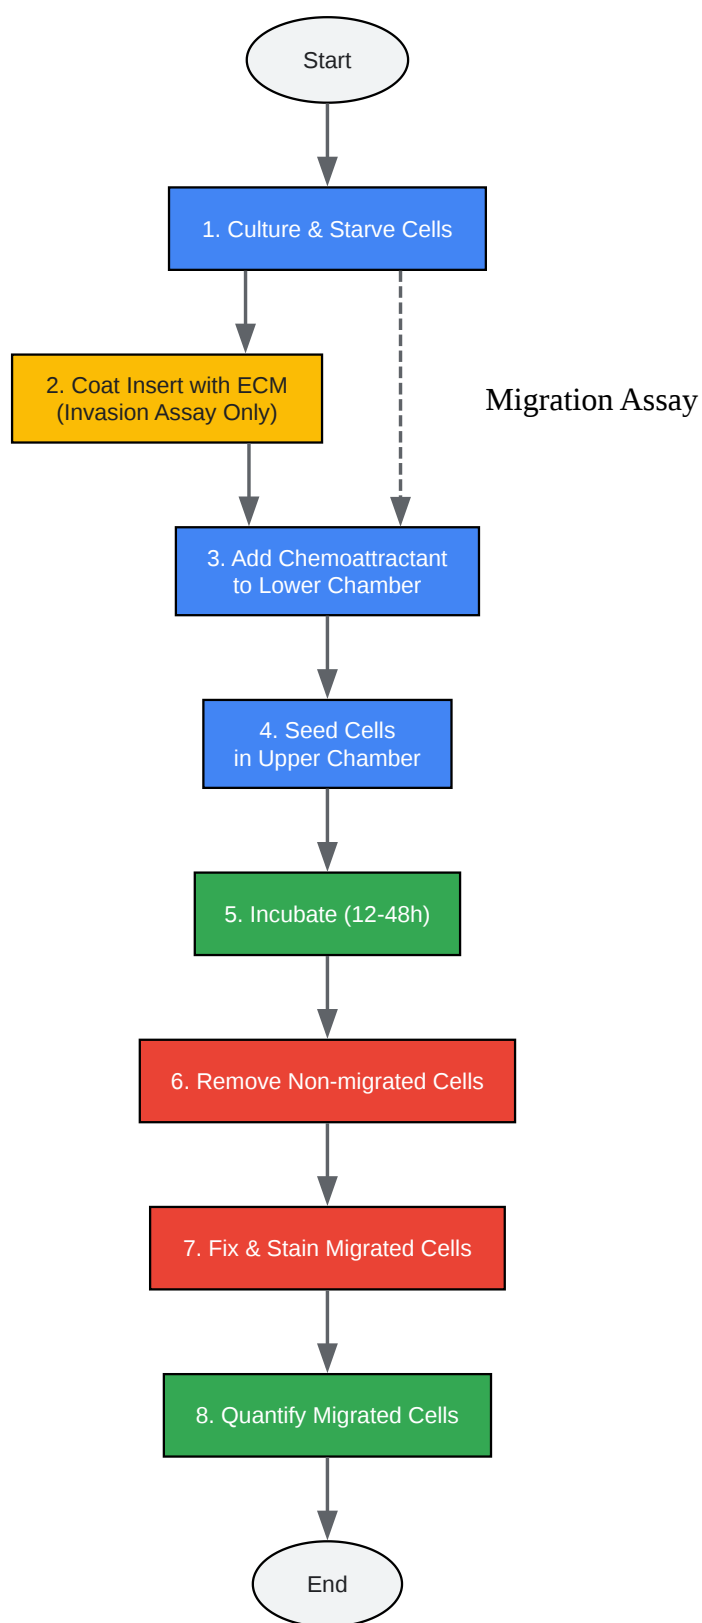 Start
1. Culture & Starve Cells
2. Coat Insert with ECM
(Invasion Assay Only)
Migration Assay
3. Add Chemoattractant
to Lower Chamber
4. Seed Cells
in Upper Chamber
5. Incubate (12-48h)
6. Remove Non-migrated Cells
7. Fix & Stain Migrated Cells
8. Quantify Migrated Cells
End